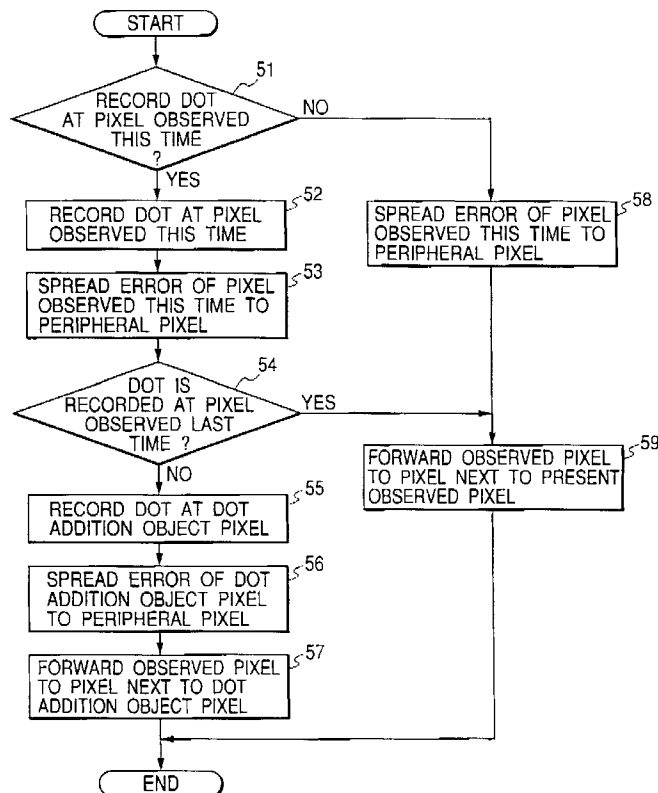 START
51
RECORD DOT
AT PIXEL OBSERVED
THIS TIME
?
NO
YES
52
RECORD DOT AT PIXEL
OBSERVED THIS TIME
58
SPREAD ERROR OF PIXEL
OBSERVED THIS TIME TO
PERIPHERAL PIXEL
53
SPREAD ERROR OF PIXEL
OBSERVED THIS TIME TO
PERIPHERAL PIXEL
54
DOT IS
RECORDED AT PIXEL
OBSERVED LAST
TIME ?
YES
NO
59
FORWARD OBSERVED PIXEL
TO PIXEL NEXT TO PRESENT
OBSERVED PIXEL
55
RECORD DOT AT DOT
ADDITION OBJECT PIXEL
56
SPREAD ERROR OF DOT
ADDITION OBJECT PIXEL
TO PERIPHERAL PIXEL
57
FORWARD OBSERVED PIXEL
TO PIXEL NEXT TO DOT
ADDITION OBJECT PIXEL
END